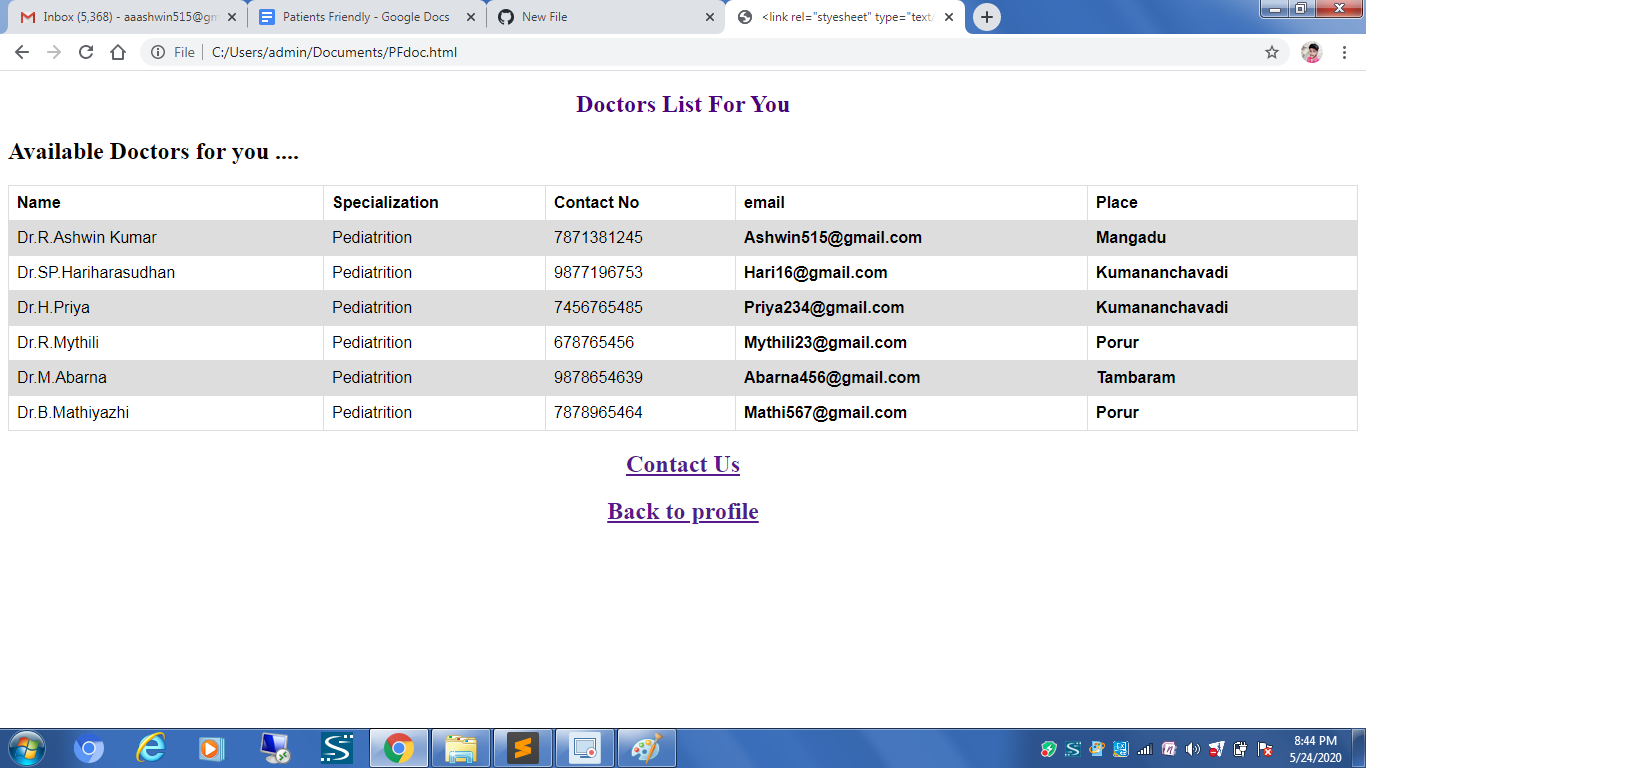 Inbox (5,368) - aaashwin515@gm
Patients Friendly - Google Docs
New File
<link rel="styesheet" type="text/
File | C:/Users/admin/Documents/PFdoc.html
Doctors List For You
Available Doctors for you ....
Name Specialization Contact No email Place
Dr.R.Ashwin Kumar Pediatrition 7871381245 Ashwin515@gmail.com Mangadu
Dr.SP.Hariharasudhan Pediatrition 9877196753 Hari16@gmail.com Kumananchavadi
Dr.H.Priya Pediatrition 7456765485 Priya234@gmail.com Kumananchavadi
Dr.R.Mythili Pediatrition 678765456 Mythili23@gmail.com Porur
Dr.M.Abarna Pediatrition 9878654639 Abarna456@gmail.com Tambaram
Dr.B.Mathiyazhi Pediatrition 7878965464 Mathi567@gmail.com Porur
Contact Us
Back to profile
8:44 PM
5/24/2020